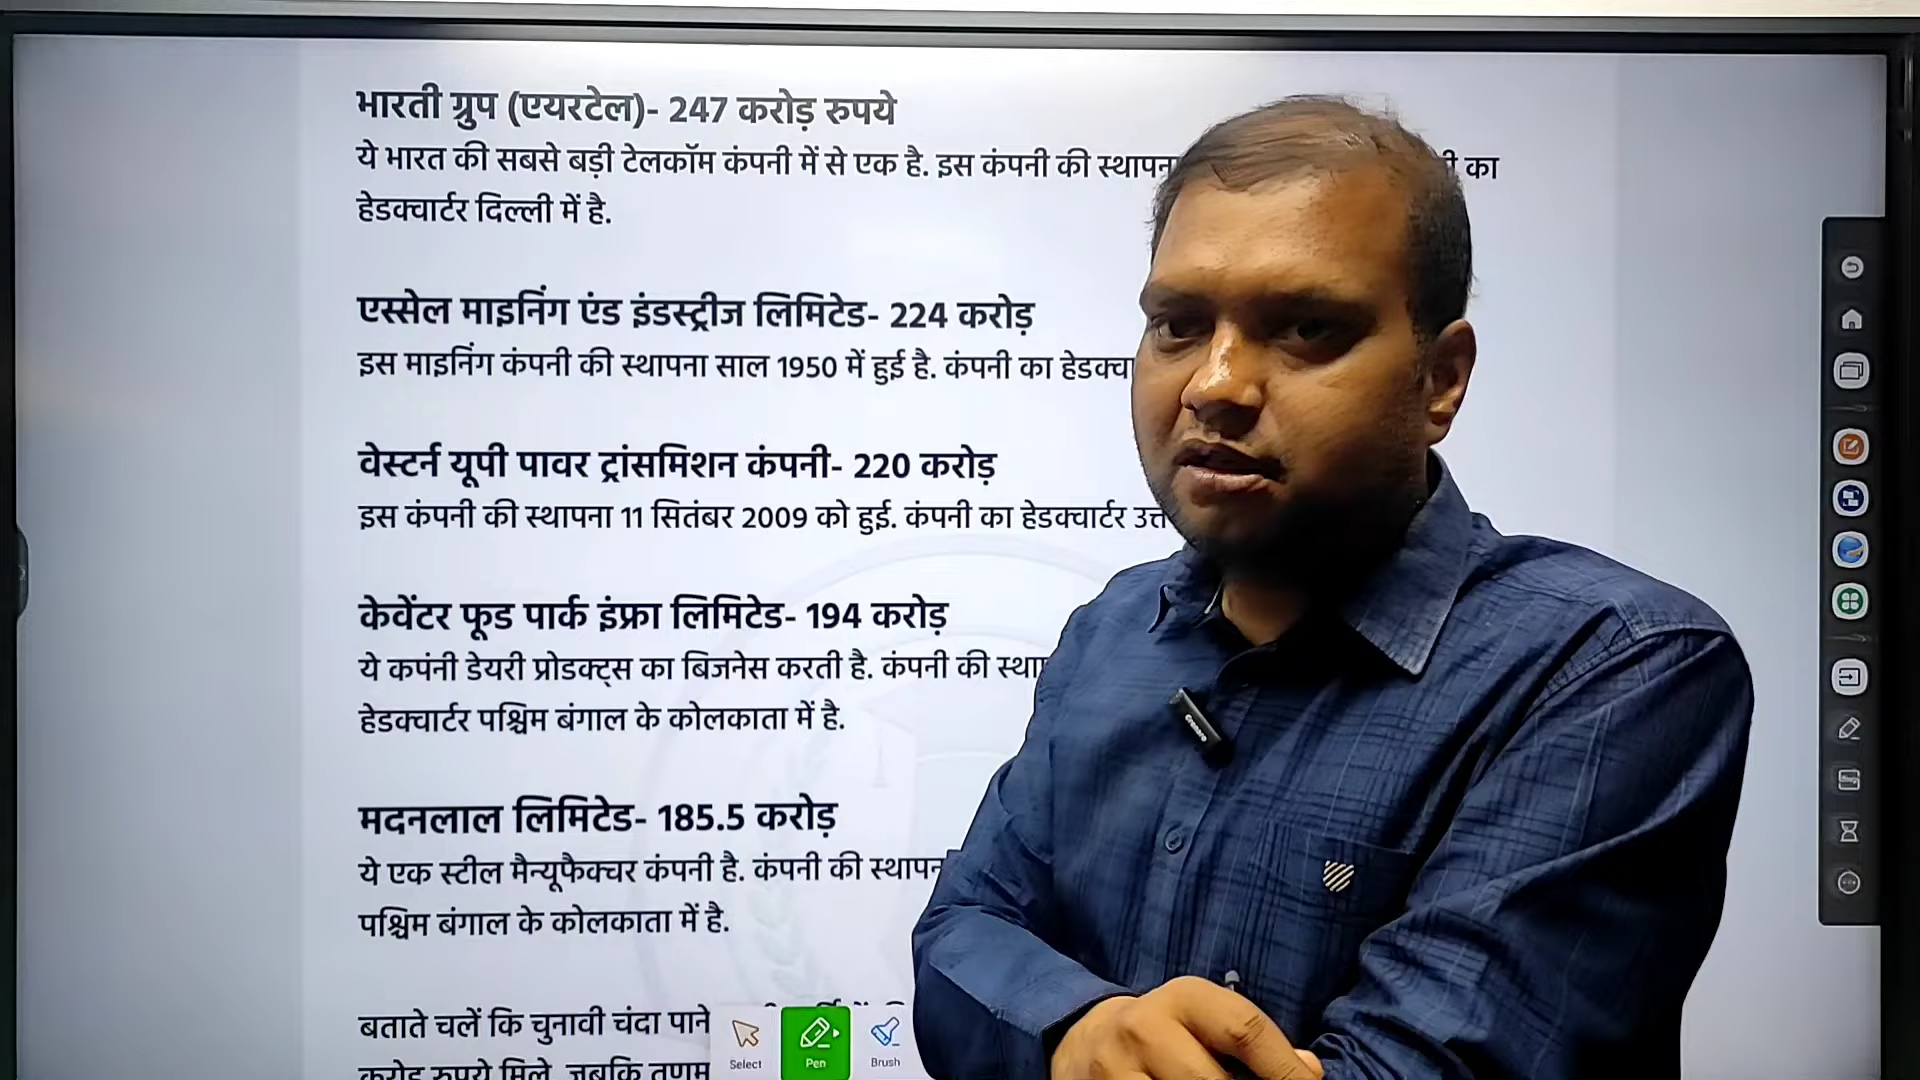 भारती ग्रुप (एयरटेल)- 247 करोड़ रुपये
ये भारत की सबसे बड़ी टेलकॉम कंपनी में से एक है. इस कंपनी की का
हेडक्वार्टर दिल्ली में है.
एस्सेल माइनिंग एंड इंडस्ट्रीज लिमिटेड- 224 करोड़
इस माइनिंग कंपनी की स्थापना साल 1950 में हुई है. कंपनी का
वेस्टर्न यूपी पावर ट्रांसमिशन कंपनी- 220 करोड़
इस कंपनी की स्थापना 11 सितंबर 2009 को हुई. कंपनी का हेडक्वार्टर
केवेंटर फूड पार्क इंफ्रा लिमिटेड- 194 करोड़
ये कपंनी डेयरी प्रोडक्ट्स का बिजनेस करती है. कंपनी की
हेडक्वार्टर पश्चिम बंगाल के कोलकाता में है.
मदनलाल लिमिटेड- 185.5 करोड़
ये एक स्टील मैन्यूफैक्चर कंपनी है. कंपनी की
पश्चिम बंगाल के कोलकाता में है.
बताते चलें कि चुनावी चंदा पाने
करोड़ रुपये मिले, जबकि
Select Pen Brush